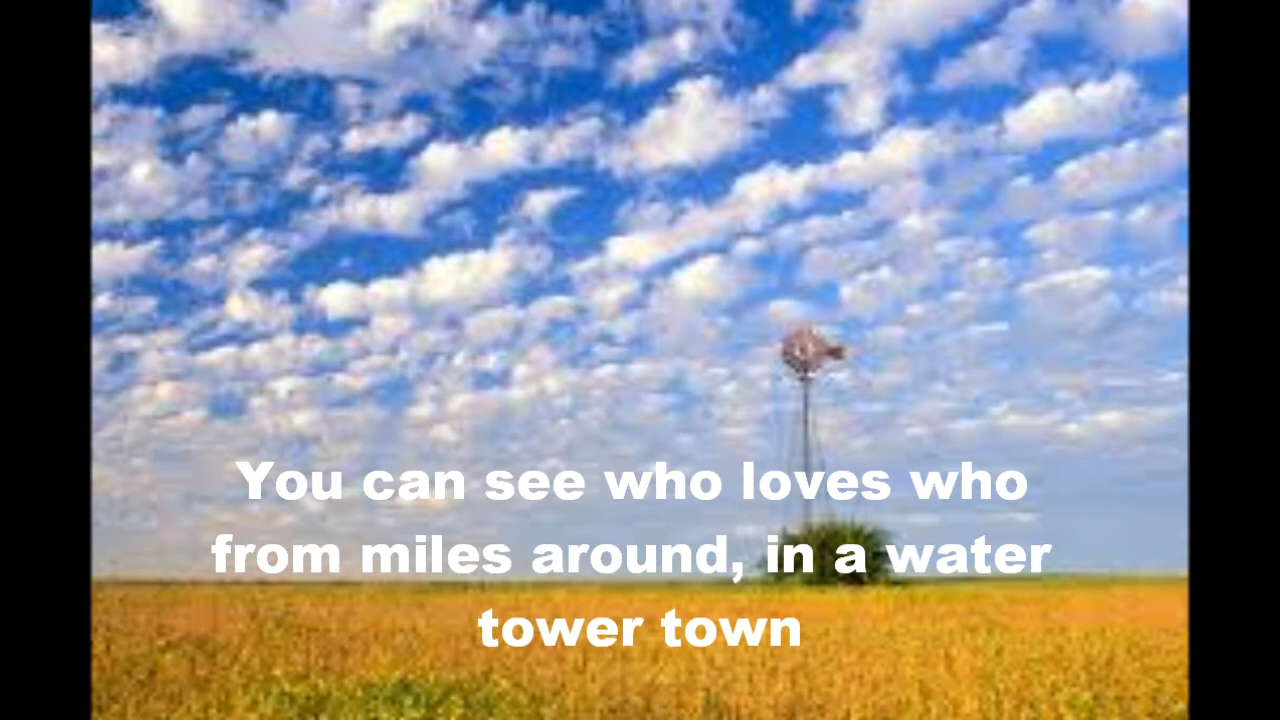 You can see who loves who
from miles around, in a water
tower town